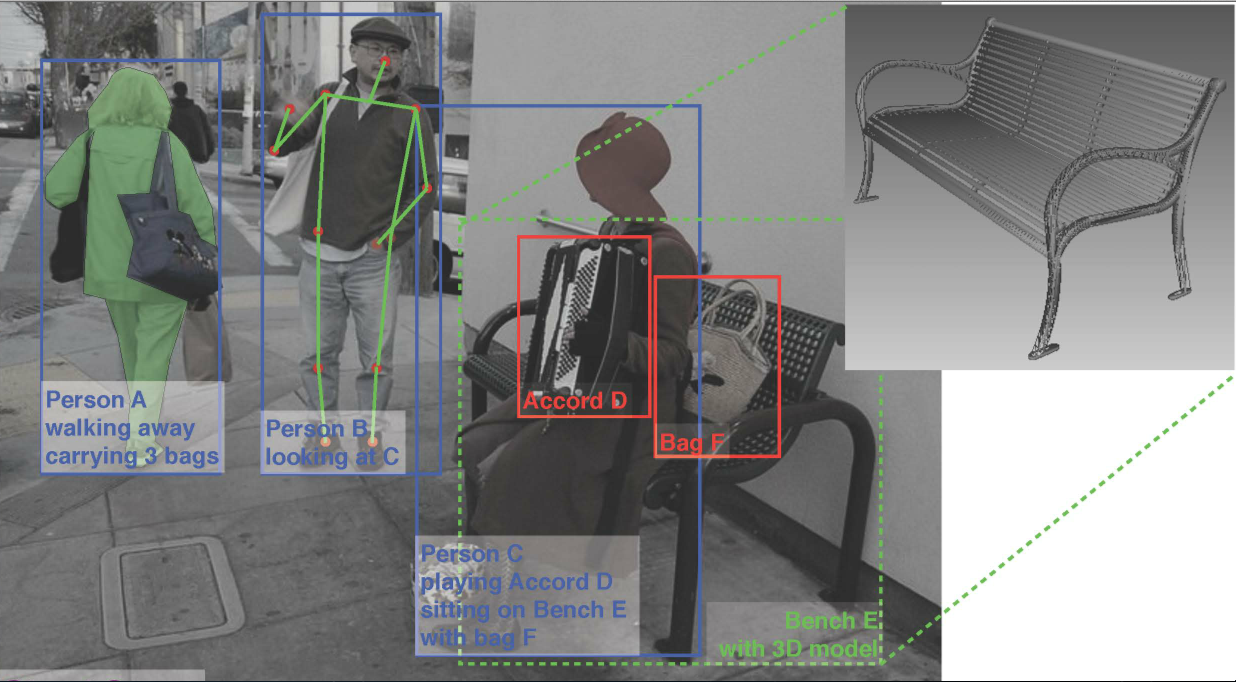 Person A
walking away
carrying 3 bags
Person B
looking at C
Accord D
Bag F
Person C
playing Accord D
sitting on Bench E
with bag F
Bench E
with 3D model